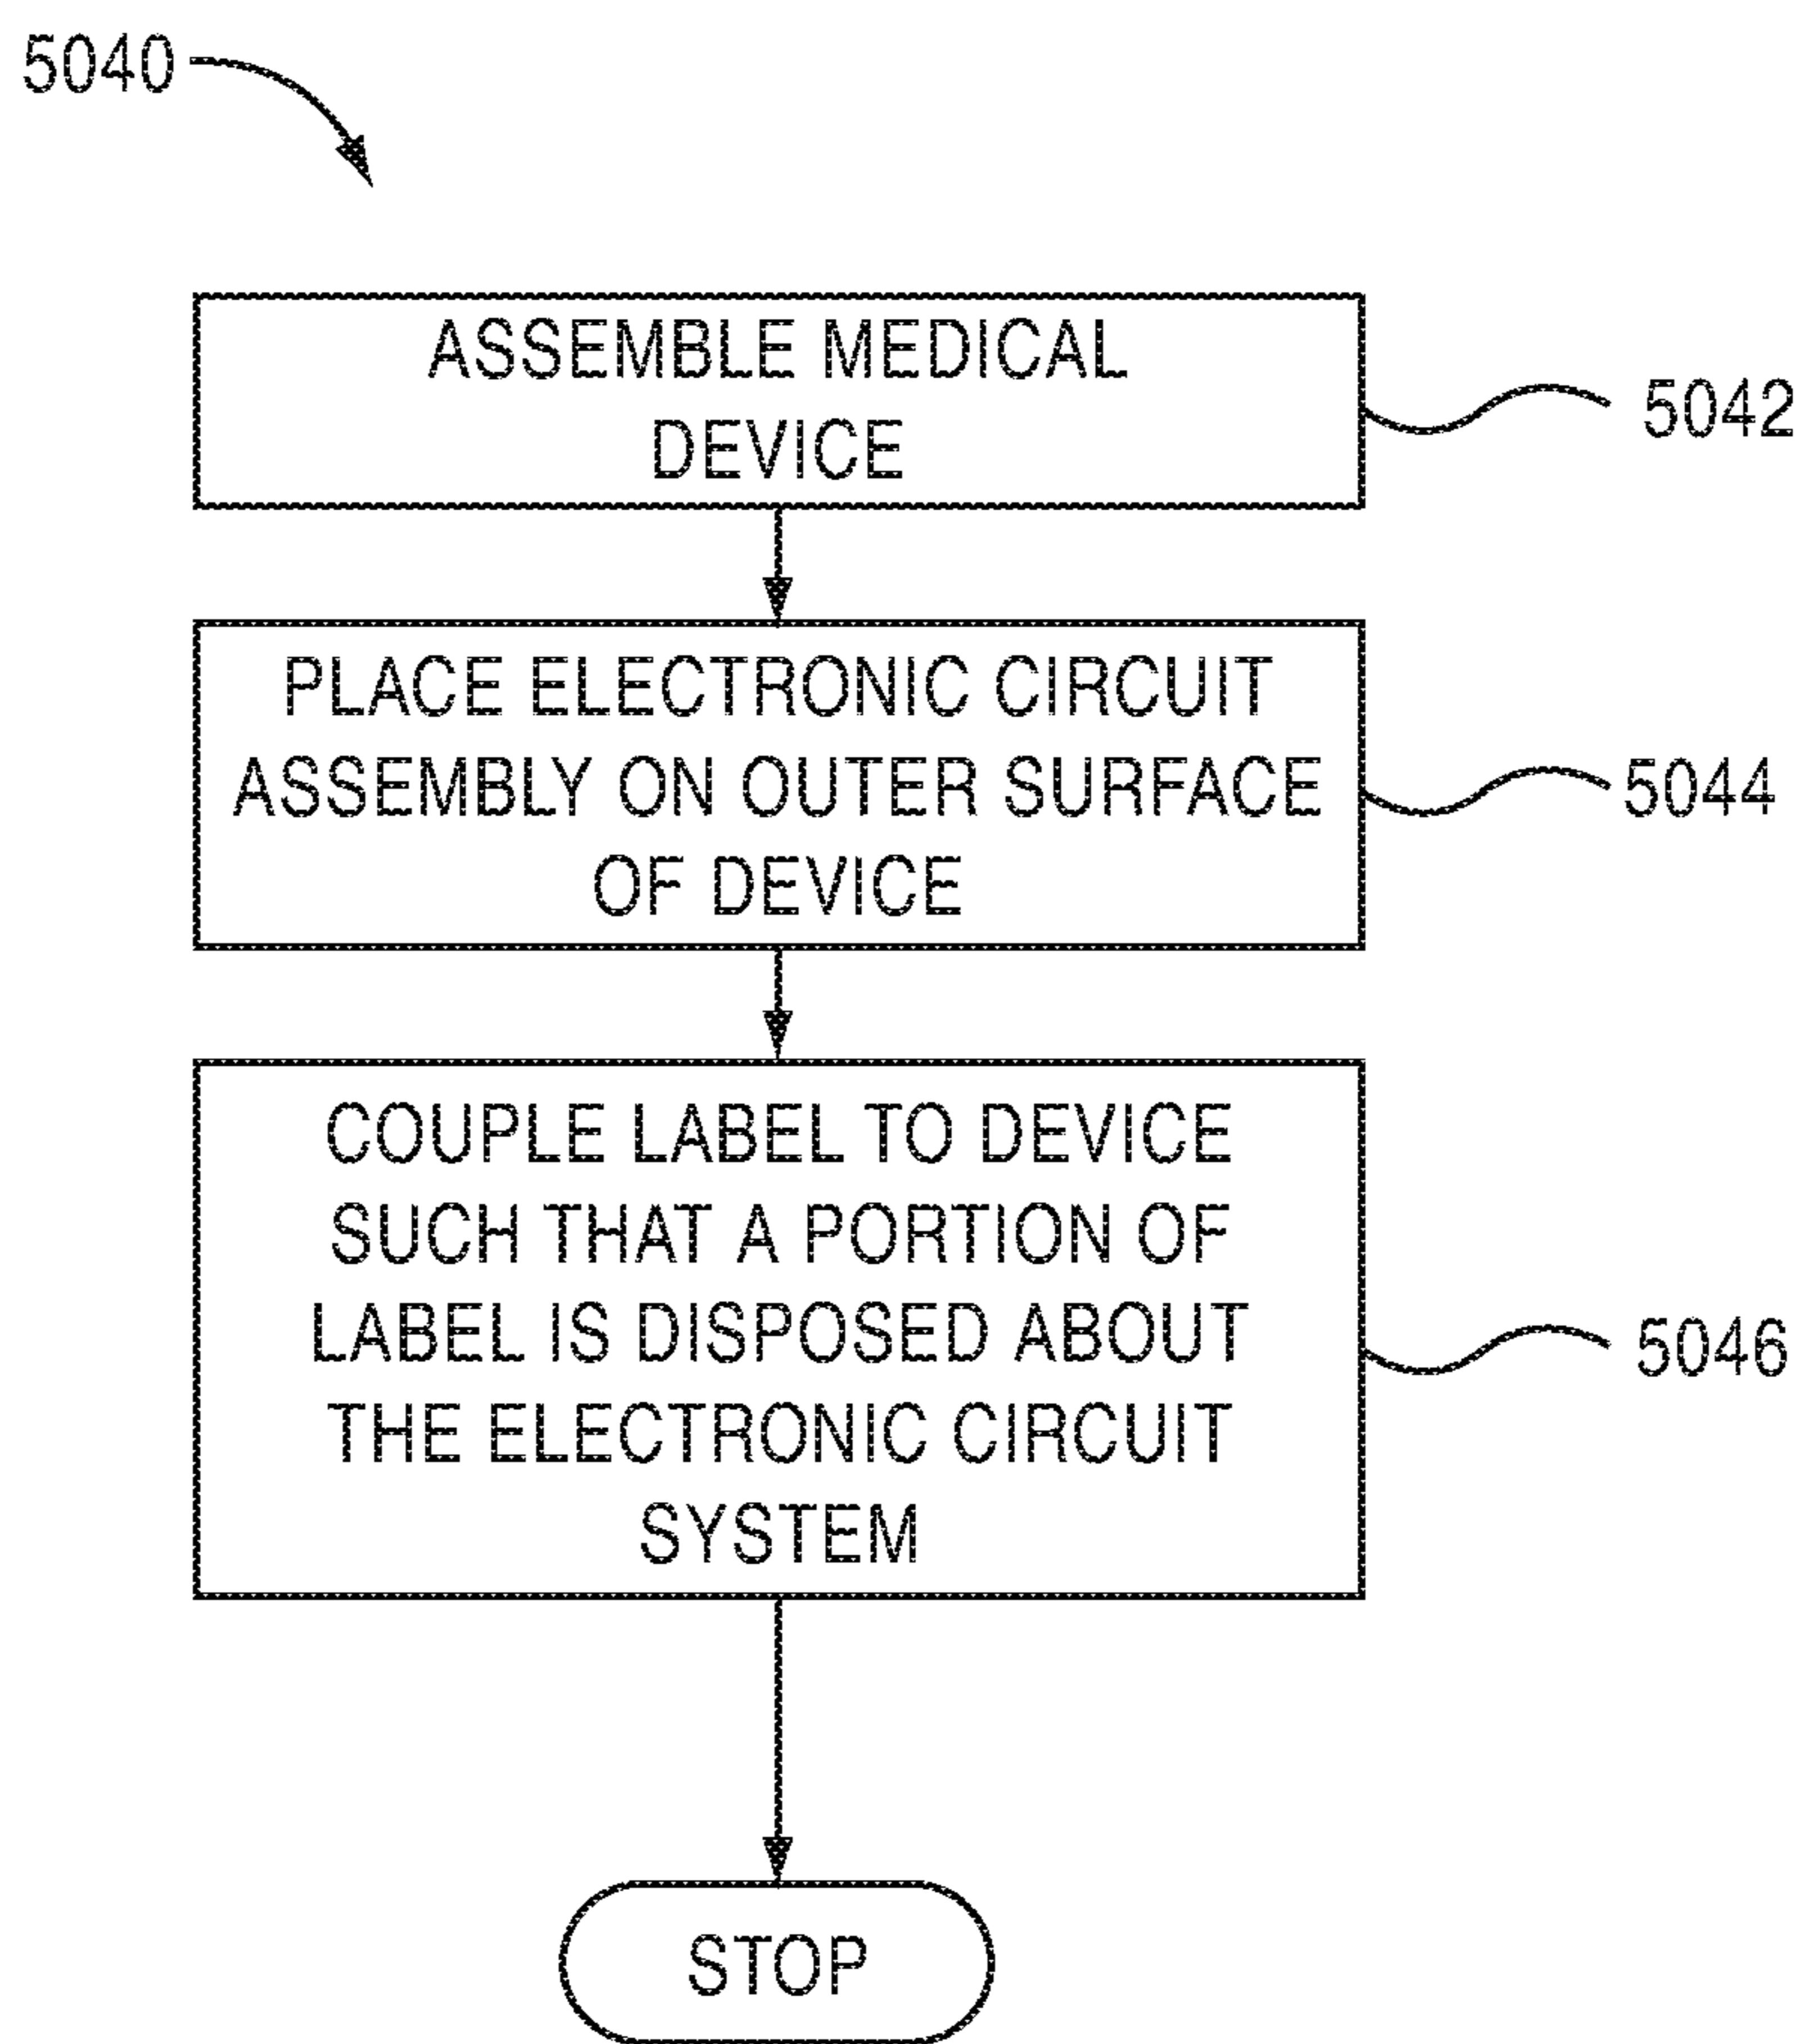 5040
ASSEMBLE MEDICAL
DEVICE
5042
PLACE ELECTRONIC CIRCUIT
ASSEMBLY ON OUTER SURFACE
OF DEVICE
5044
COUPLE LABEL TO DEVICE
SUCH THAT A PORTION OF
LABEL IS DISPOSED ABOUT
THE ELECTRONIC CIRCUIT
SYSTEM
5046
STOP